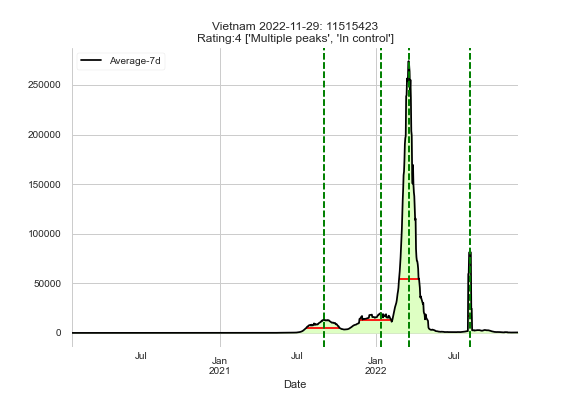 Vietnam 2022-11-29: 11515423
Rating:4 ['Multiple peaks', 'In control']
Average-7d
250000
200000
150000
100000
50000
0
Jul
Jan
2021
Jul
Jan
2022
Jul
Date